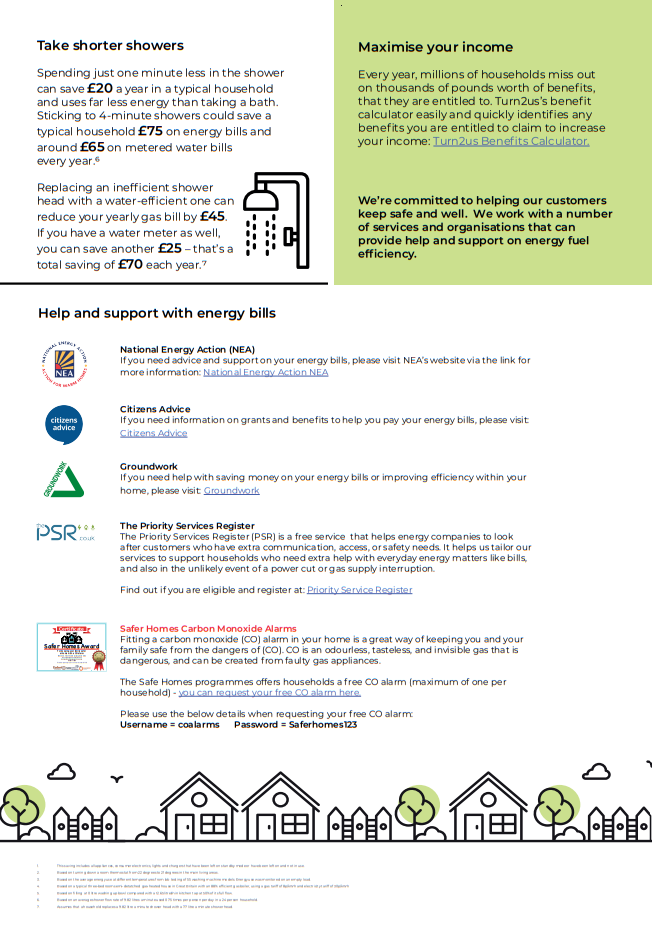 Take shorter showers
Spending just one minute less in the shower
can save £20 a year in a typical household
and uses far less energy than taking a bath.
Sticking to 4-minute showers could save a
typical household £75 on energy bills and
around £65 on metered water bills
every year.⁶
Replacing an inefficient shower
head with a water-efficient one can
reduce your yearly gas bill by £45.
If you have a water meter as well,
you can save another £25 – that's a
total saving of £70 each year.⁷
Maximise your income
Every year, millions of households miss out
on thousands of pounds worth of benefits,
that they are entitled to. Turn2us's benefit
calculator easily and quickly identifies any
benefits you are entitled to claim to increase
your income: Turn2us Benefits Calculator.
We're committed to helping our customers
keep safe and well. We work with a number
of services and organisations that can
provide help and support on energy fuel
efficiency.
Help and support with energy bills
NATIONAL ENERGY ACTION
NEA
ACTION FOR WARM HOMES
National Energy Action (NEA)
If you need advice and support on your energy bills, please visit NEA's website via the link for
more information: National Energy Action NEA
citizens
advice
Citizens Advice
If you need information on grants and benefits to help you pay your energy bills, please visit:
Citizens Advice
GROUNDWORK
Groundwork
If you need help with saving money on your energy bills or improving efficiency within your
home, please visit: Groundwork
the
PSR
.co.uk
The Priority Services Register
The Priority Services Register (PSR) is a free service that helps energy companies to look
after customers who have extra communication, access, or safety needs. It helps us tailor our
services to support households who need extra help with everyday energy matters like bills,
and also in the unlikely event of a power cut or gas supply interruption.
Find out if you are eligible and register at: Priority Service Register
Certificate
Safer Homes Award
Safer Homes Carbon Monoxide Alarms
Fitting a carbon monoxide (CO) alarm in your home is a great way of keeping you and your
family safe from the dangers of (CO). CO is an odourless, tasteless, and invisible gas that is
dangerous, and can be created from faulty gas appliances.
The Safe Homes programmes offers households a free CO alarm (maximum of one per
household) - you can request your free CO alarm here.
Please use the below details when requesting your free CO alarm:
Username = coalarms Password = Saferhomes123